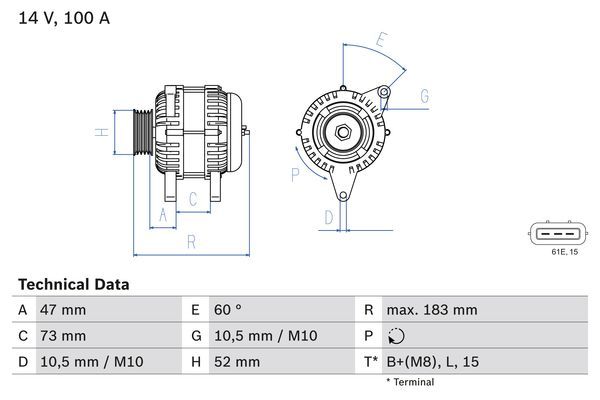 14 V, 100 A
E
G
H
P
A
C
D
R
61E, 15
Technical Data
A 47 mm E 60 ° R max. 183 mm
C 73 mm G 10,5 mm / M10 P
D 10,5 mm / M10 H 52 mm T* B+(M8), L, 15
* Terminal